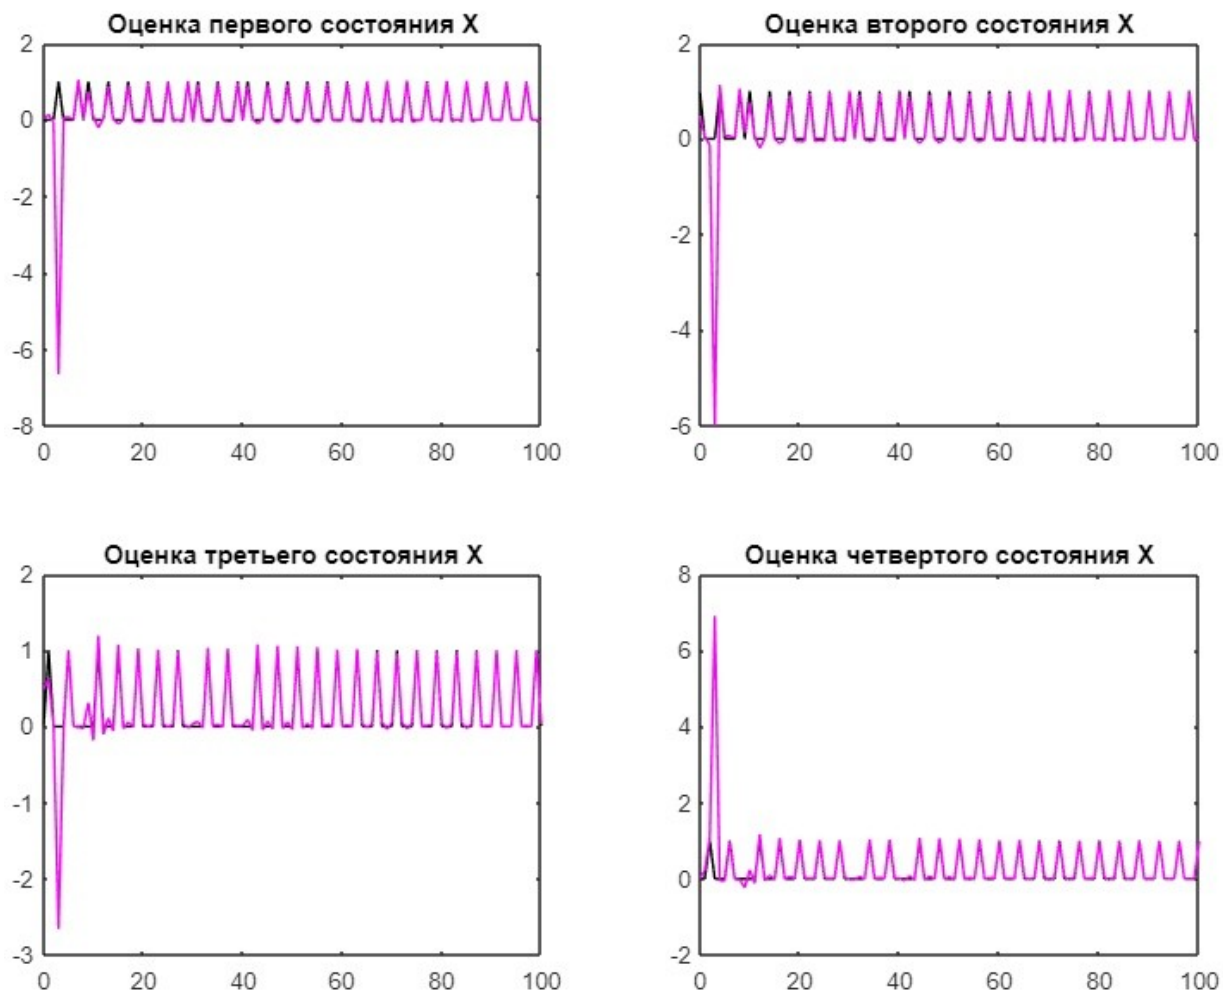 Оценка первого состояния X
2
0
-2
-4
-6
-8
0 20 40 60 80 100
Оценка второго состояния X
2
0
-2
-4
-6
0 20 40 60 80 100
Оценка третьего состояния X
2
1
0
-1
-2
-3
0 20 40 60 80 100
Оценка четвертого состояния X
8
6
4
2
0
-2
0 20 40 60 80 100